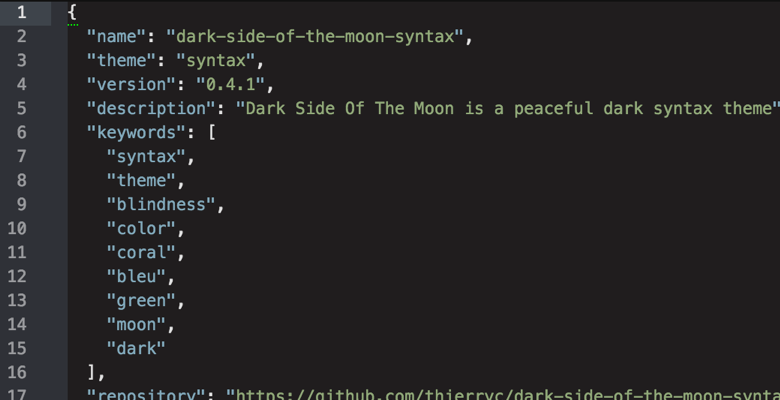 1 {
2 "name": "dark-side-of-the-moon-syntax",
3 "theme": "syntax",
4 "version": "0.4.1",
5 "description": "Dark Side Of The Moon is a peaceful dark syntax theme"
6 "keywords": [
7 "syntax",
8 "theme",
9 "blindness",
10 "color",
11 "coral",
12 "bleu",
13 "green",
14 "moon",
15 "dark"
16 ],
17 "repository": "https://github.com/thierryc/dark-side-of-the-moon-synta